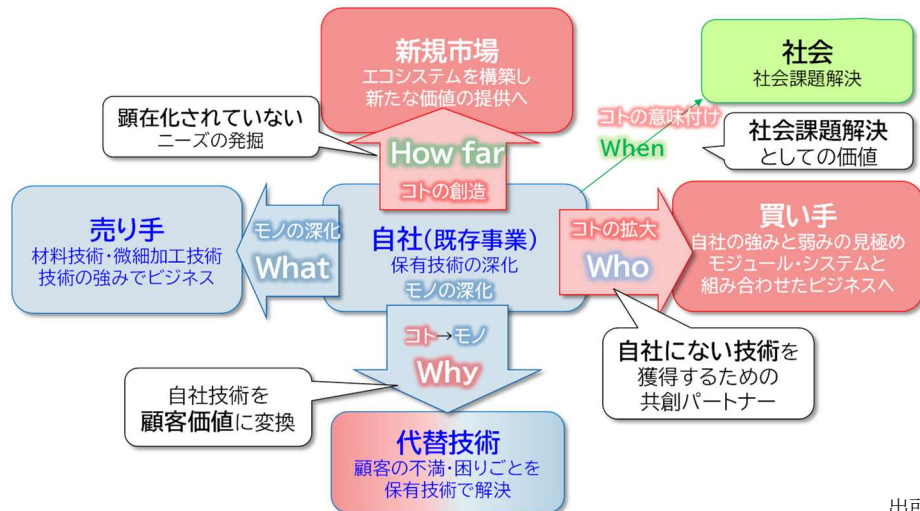 新規市場
エコシステムを構築し
新たな価値の提供へ
社会
社会課題解決
顕在化されていない
ニーズの発掘
How far
コトの創造
コトの意味付け
When
社会課題解決
としての価値
売り手
材料技術・微細加工技術
技術の強みでビジネス
モノの深化
What
自社(既存事業)
保有技術の深化
モノの深化
コトの拡大
Who
買い手
自社の強みと弱みの見極め
モジュール・システムと
組み合わせたビジネスへ
コト→モノ
Why
自社技術を
顧客価値に変換
自社にない技術を
獲得するための
共創パートナー
代替技術
顧客の不満・困りごとを
保有技術で解決